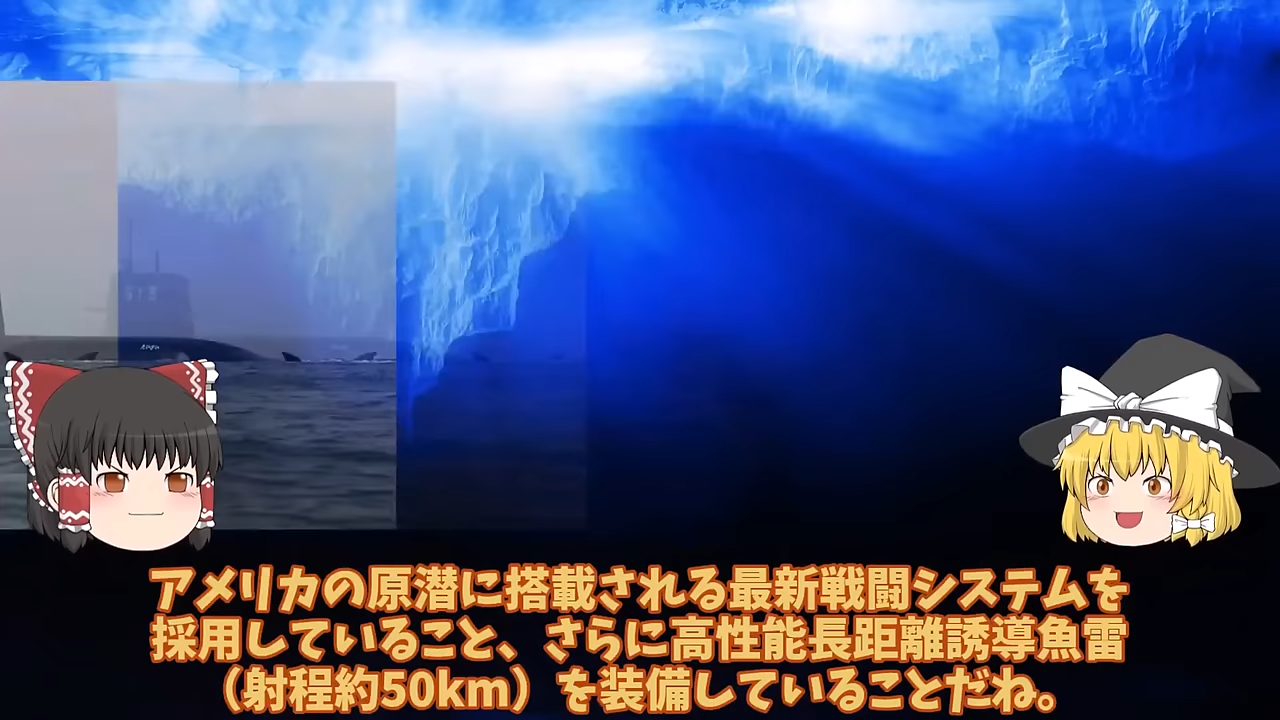 アメリカの原潜に搭載される最新戦闘システムを
採用していること、さらに高性能長距離誘導魚雷
（射程約50km）を装備していることだね。